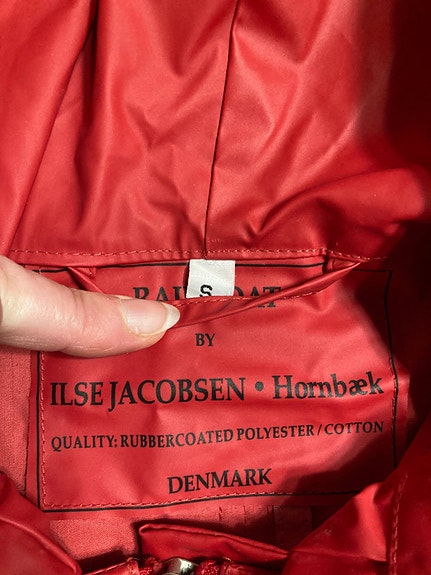 S
BY
ILSE JACOBSEN • Hornbæk
QUALITY: RUBBERCOATED POLYESTER / COTTON
DENMARK